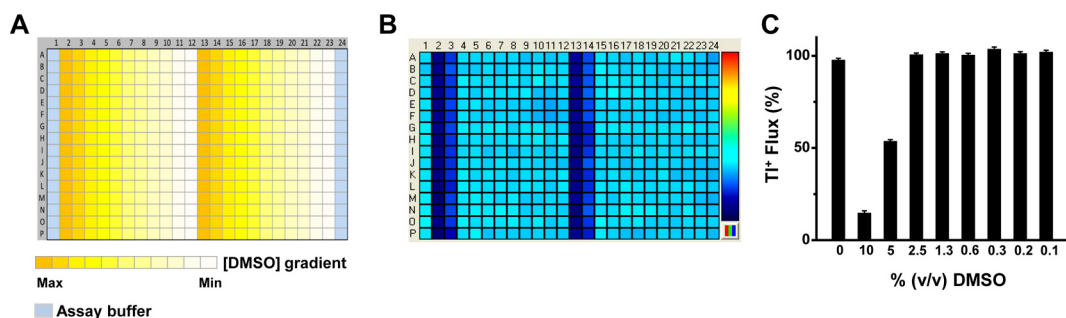 A
1 2 3 4 5 6 7 8 9 10 11 12 13 14 15 16 17 18 19 20 21 22 23 24
A
B
C
D
E
F
G
H
I
J
K
L
M
N
O
P
[DMSO] gradient
Max Min
Assay buffer
B
1 2 3 4 5 6 7 8 9 10 11 12 13 14 15 16 17 18 19 20 21 22 23 24
A
B
C
D
E
F
G
H
I
J
K
L
M
N
O
P
C
Tl+ Flux (%)
100
50
0
0 10 5 2.5 1.3 0.6 0.3 0.2 0.1
% (v/v) DMSO